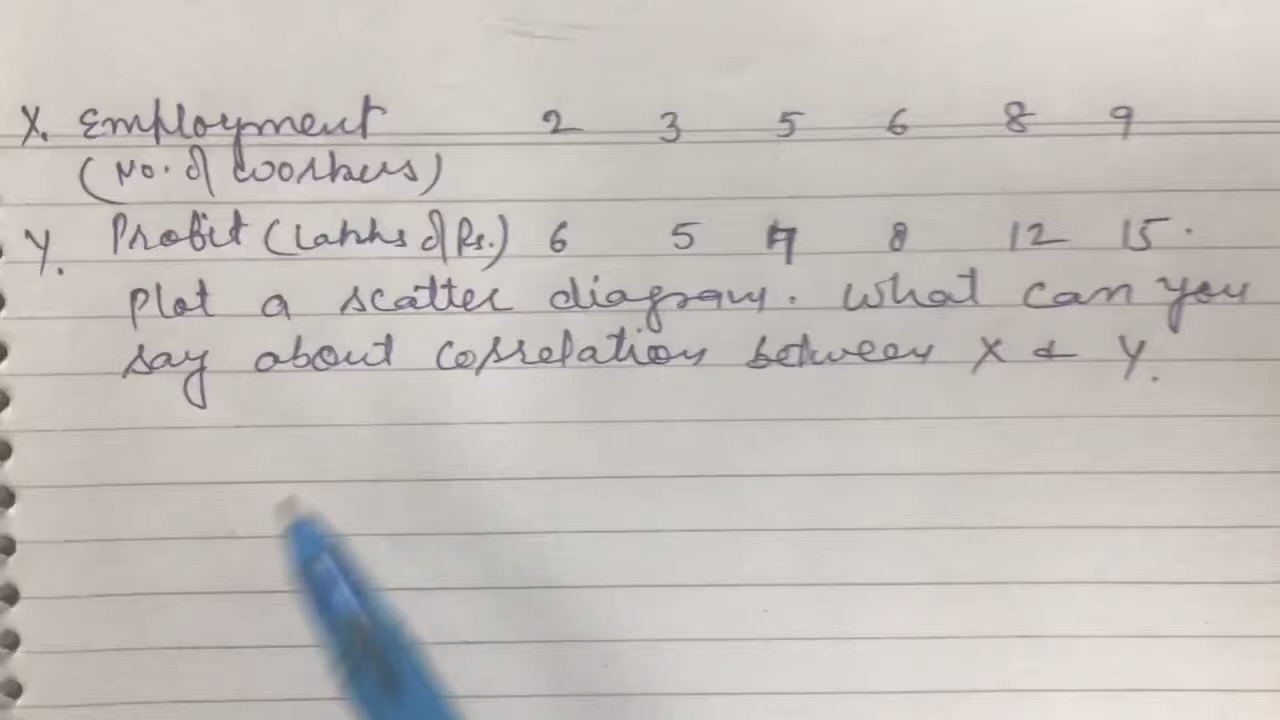 X. Employment 2 3 5 6 8 9
(No. of Workers)
Y. Profit (Lakhs of Rs.) 6 5 7 8 12 15.
Plot a scatter diagram. What can you
say about correlation between X & Y.